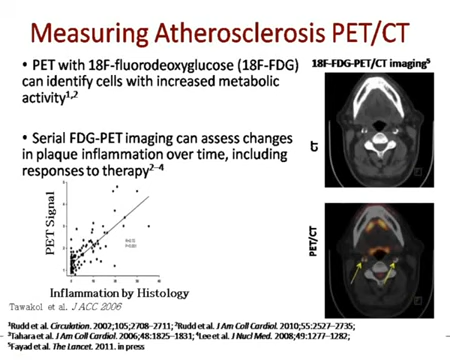 Measuring Atherosclerosis PET/CT
• PET with 18F-fluorodeoxyglucose (18F-FDG)
can identify cells with increased metabolic
activity1,2
• Serial FDG-PET imaging can assess changes
in plaque inflammation over time, including
responses to therapy2–4
18F-FDG-PET/CT imaging5
CT
PET/CT
PET Signal
Inflammation by Histology
Tawakol et al. JACC 2006
1Rudd et al. Circulation. 2002;105;2708–2711; 2Rudd et al. J Am Coll Cardiol. 2010;55:2527–2735;
3Tahara et al. J Am Coll Cardiol. 2006;48:1825–1831; 4Lee et al. J Nucl Med. 2008;49:1277–1282;
5Fayad et al. The Lancet. 2011. in press